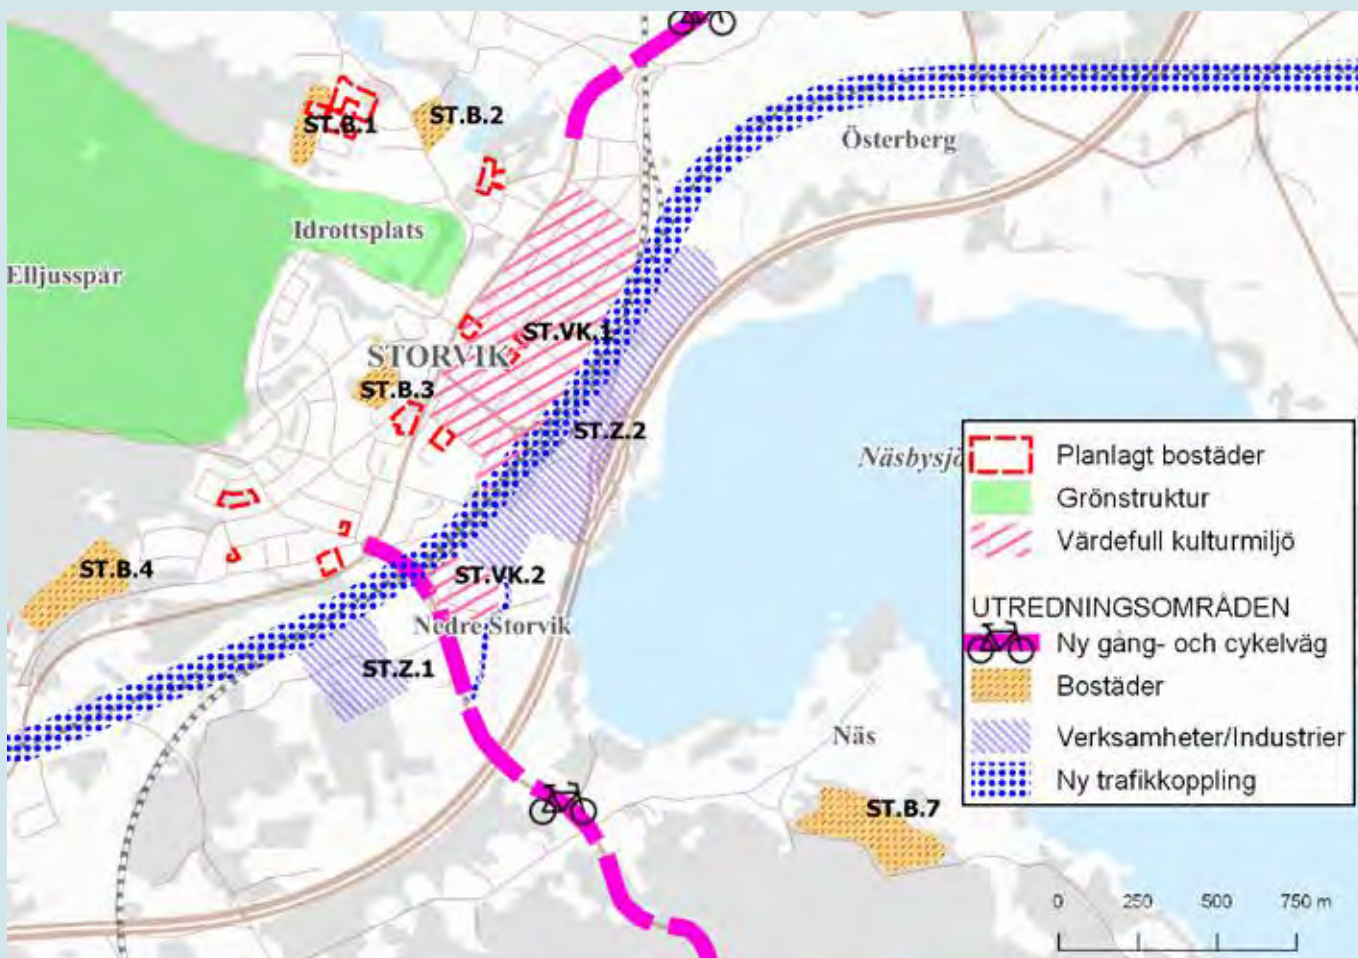 ST.B.1
ST.B.2
Österberg
Idrottsplats
Elljusspår
ST.VK.1
STORVIK
ST.B.3
ST.Z.2
Näsbysjö
ST.B.4
ST.VK.2
Nedre Storvik
ST.Z.1
Näs
ST.B.7
Planlagt bostäder
Grönstruktur
Värdefull kulturmiljö
UTREDNINGSOMRÅDEN
Ny gång- och cykelväg
Bostäder
Verksamheter/Industrier
Ny trafikkoppling
0 250 500 750 m